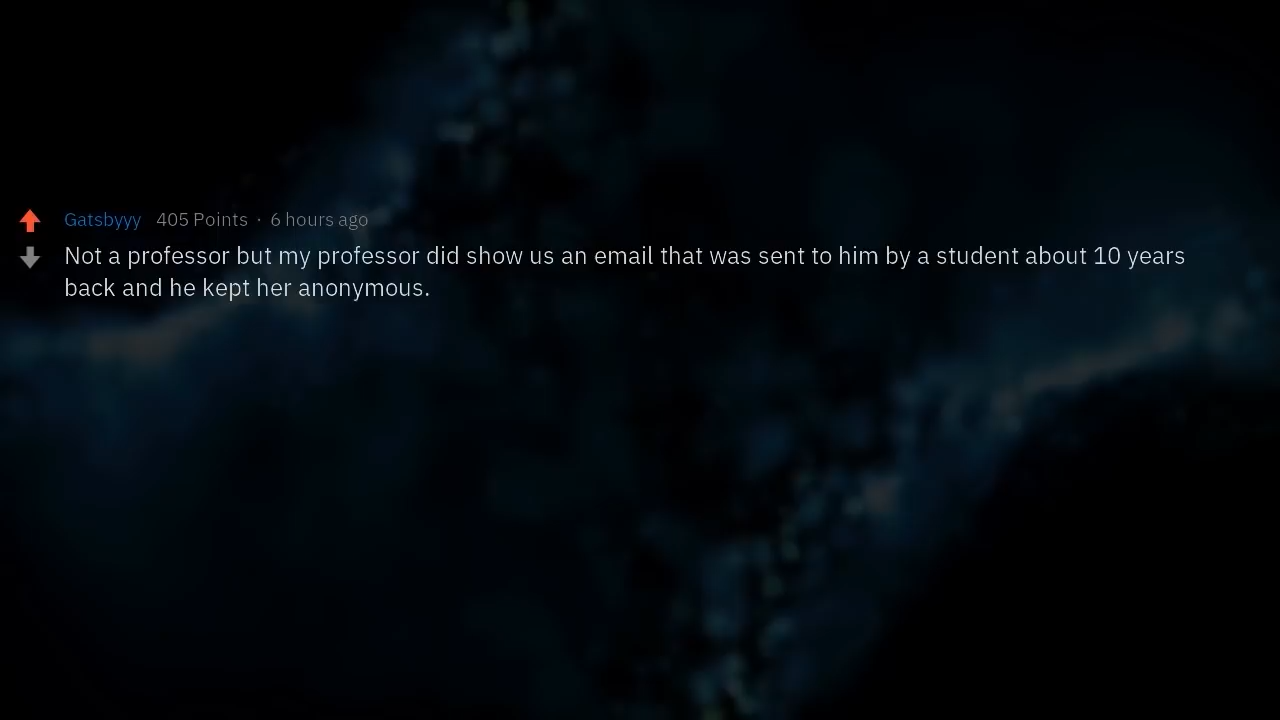 Gatsbyyy 405 Points · 6 hours ago
Not a professor but my professor did show us an email that was sent to him by a student about 10 years
back and he kept her anonymous.